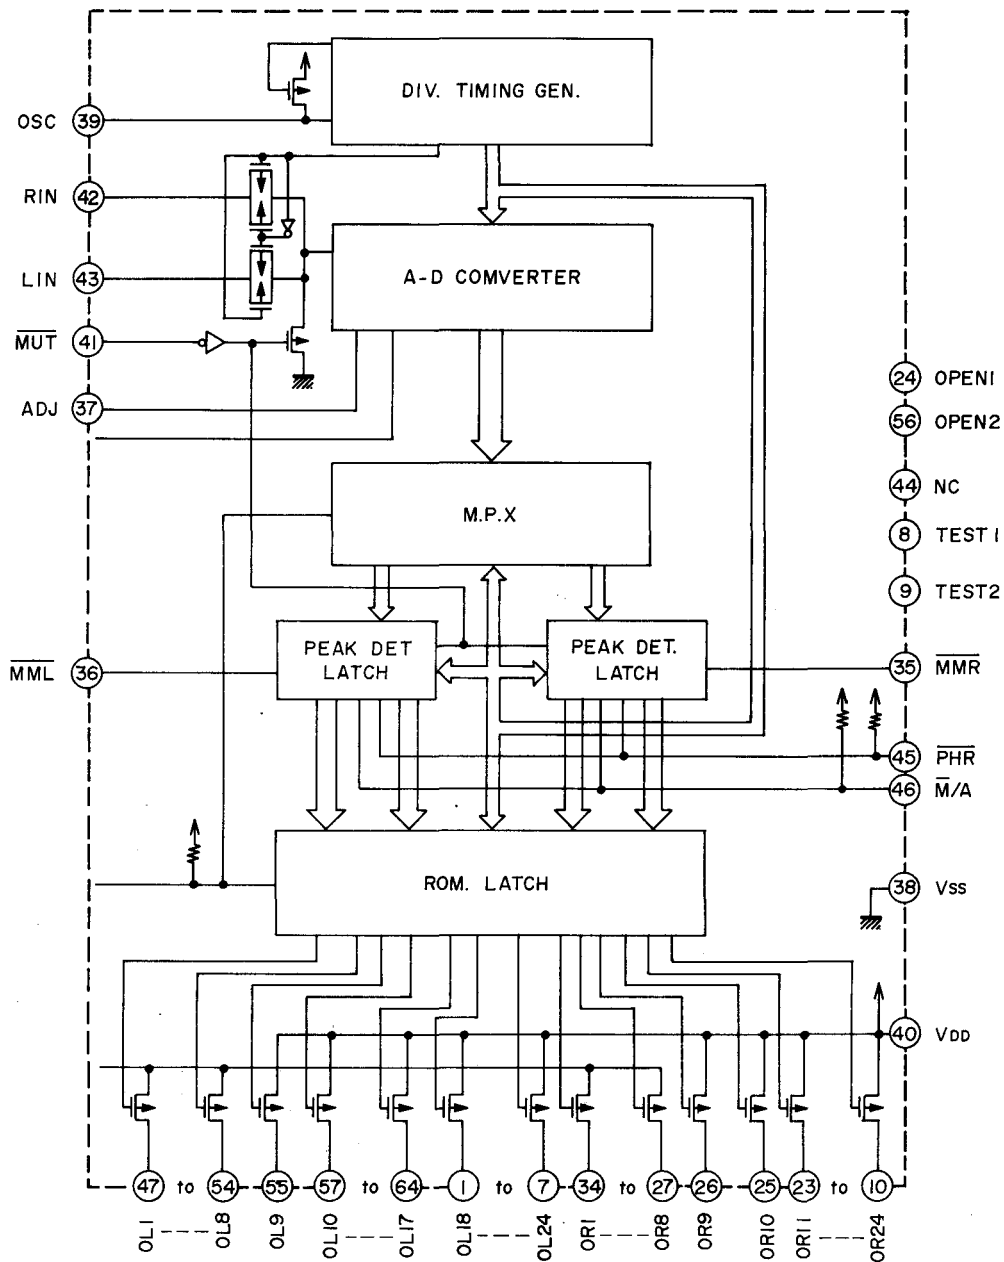 DIV. TIMING GEN.
OSC 39
RIN 42
A-D COMVERTER
LIN 43
MUT 41
24 OPEN1
ADJ 37
56 OPEN2
M.P.X
44 NC
8 TEST1
9 TEST2
PEAK DET
LATCH
PEAK DET.
LATCH
MML 36
35 MMR
45 PHR
46 M/A
ROM. LATCH
38 VSS
40 VDD
47 to 54 55 57 to 64 1 to 7 34 to 27 26 25 23 to 10
OL1 ---- OL8 OL9 OL10 ---- OL17 OL18 ---- OL24 OR1 ---- OR8 OR9 OR10 OR11 ---- OR24